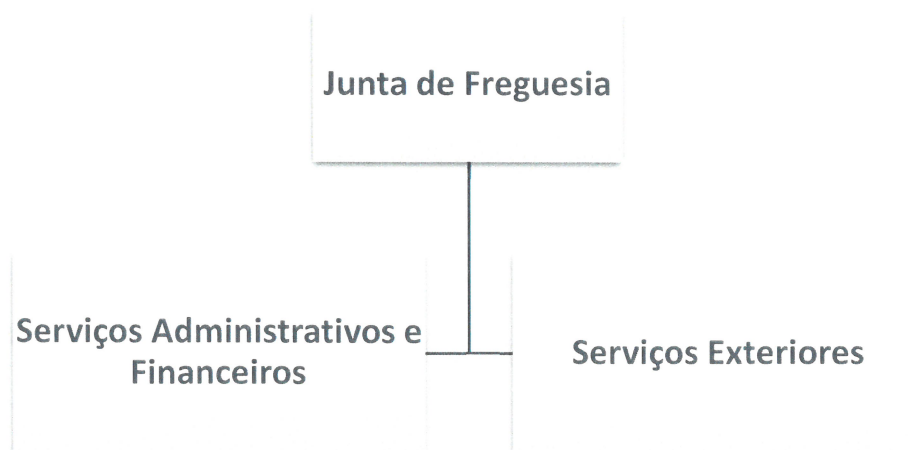 Junta de Freguesia
Serviços Administrativos e
Financeiros
Serviços Exteriores